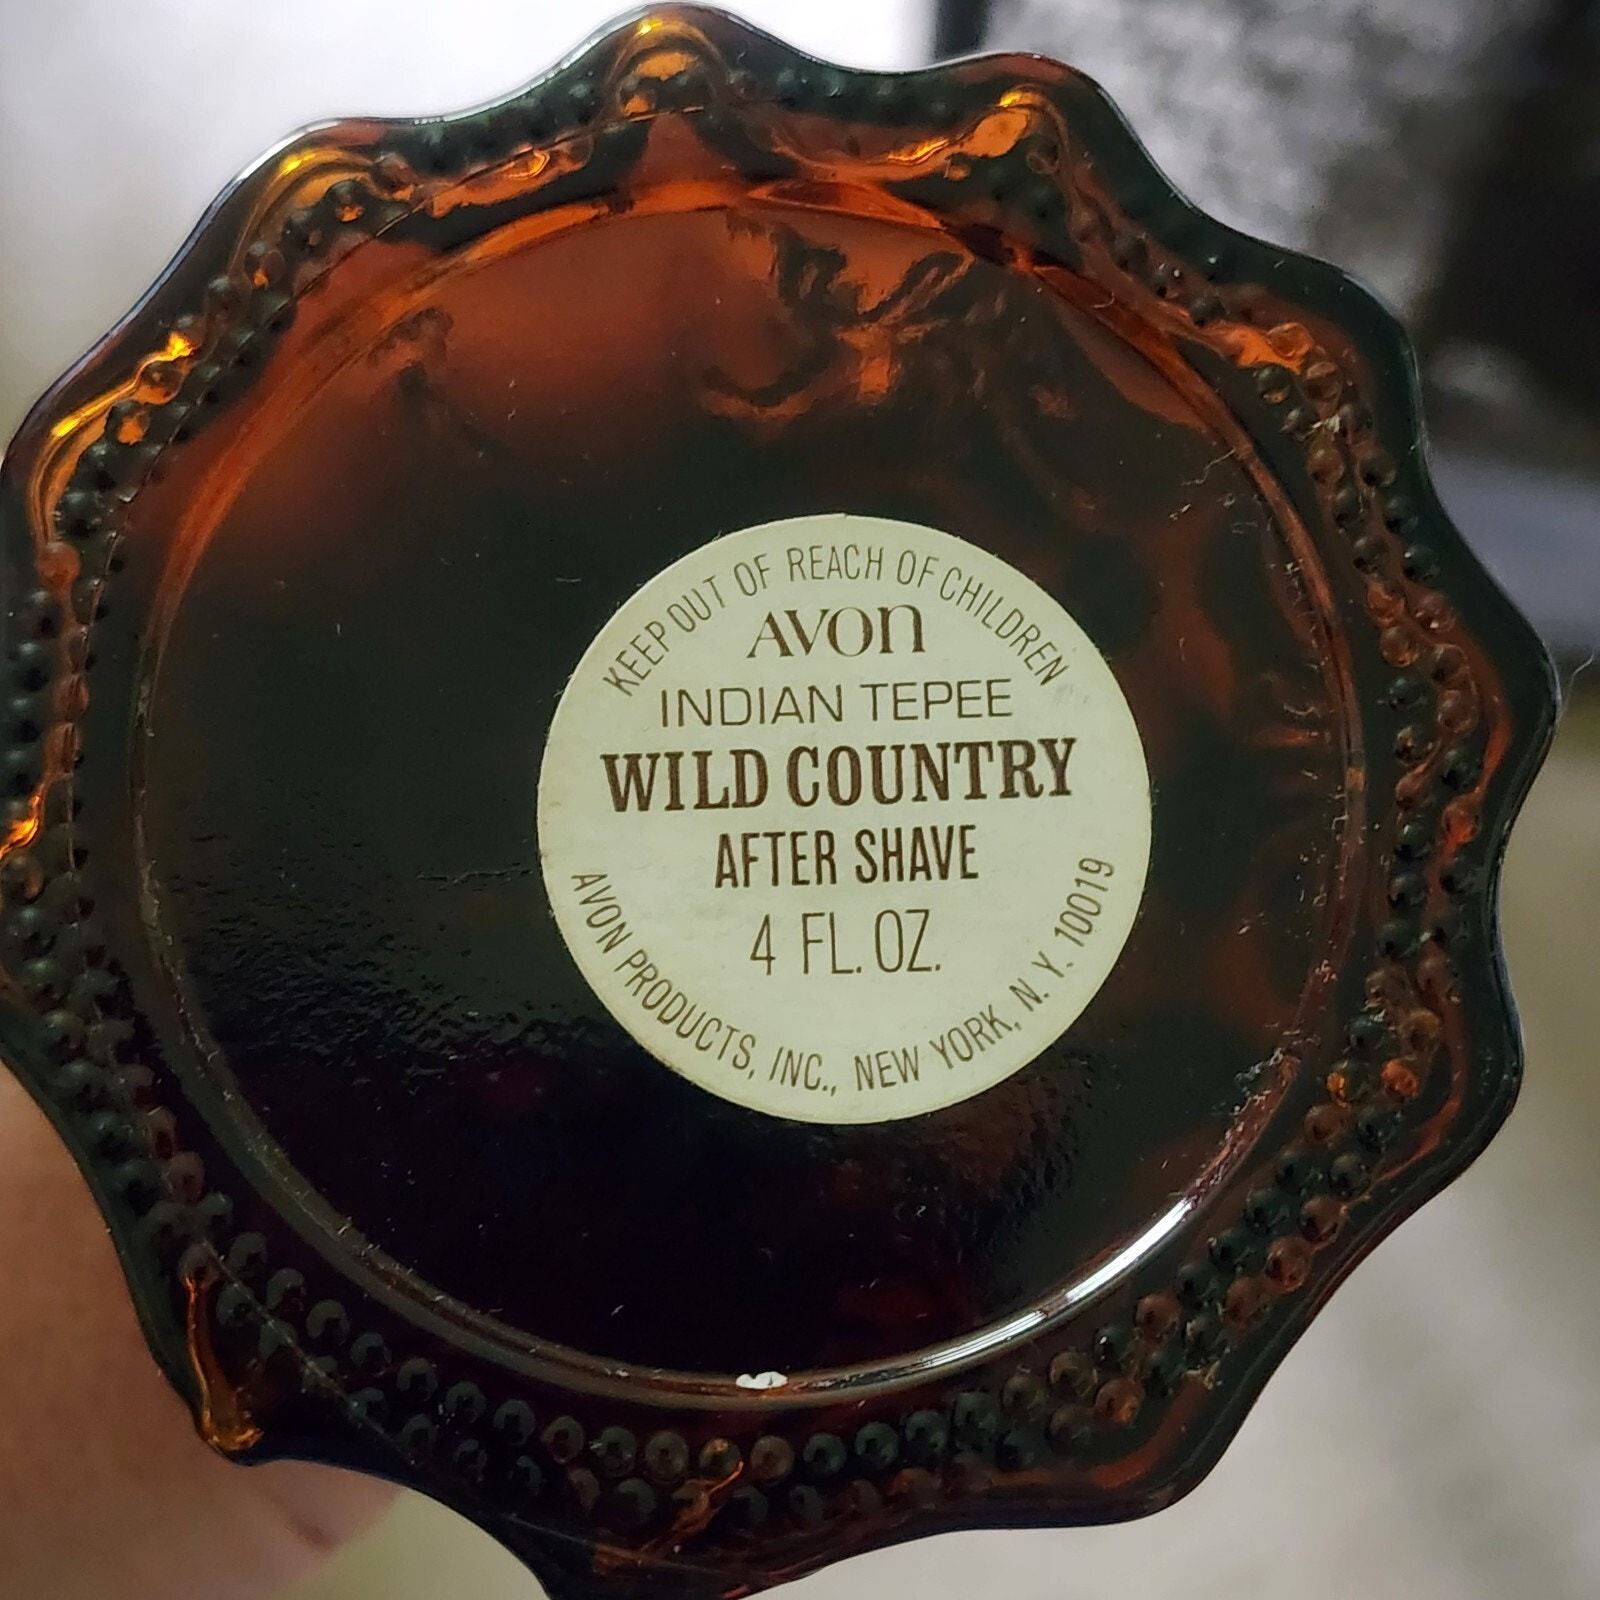 KEEP OUT OF REACH OF CHILDREN
AVON
INDIAN TEPEE
WILD COUNTRY
AFTER SHAVE
4 FL. OZ.
AVON PRODUCTS, INC., NEW YORK, N. Y. 10019